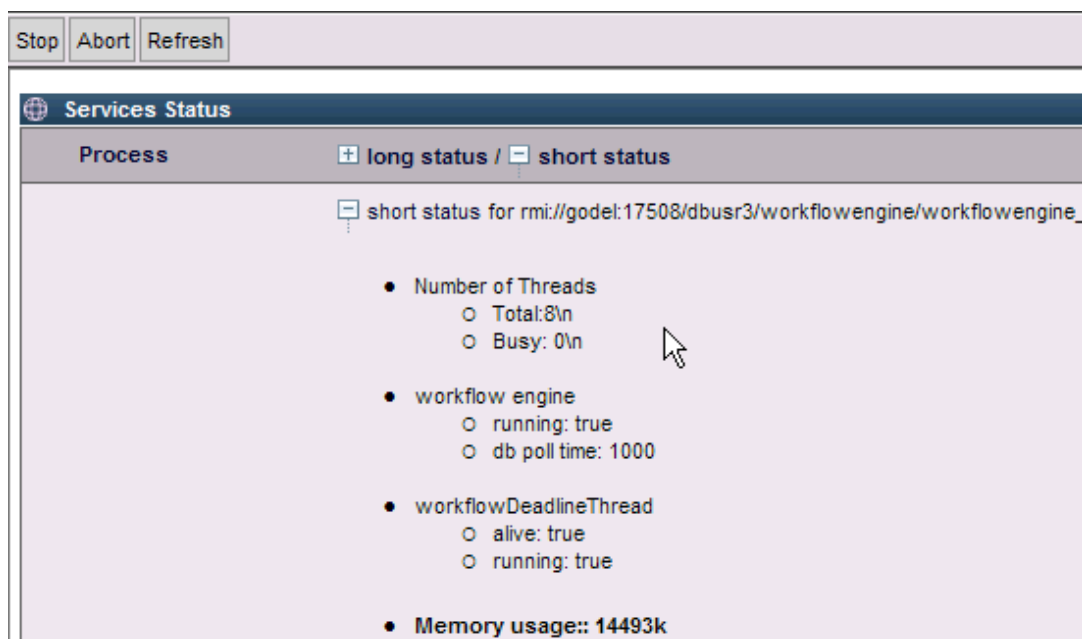 Stop Abort Refresh
Services Status
Process long status / short status
short status for rmi://godel:17508/dbusr3/workflowengine/workflowengine_
Number of Threads
Total:8\n
Busy: 0\n
workflow engine
running: true
db poll time: 1000
workflowDeadlineThread
alive: true
running: true
Memory usage:: 14493k